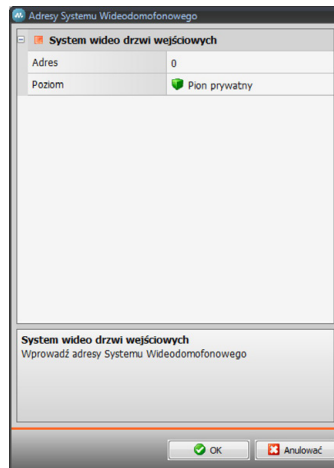 Adresy Systemu Wideodomofonowego
System wideo drzwi wejściowych
Adres 0
Poziom Pion prywatny
System wideo drzwi wejściowych
Wprowadź adresy Systemu Wideodomofonowego
OK Anulować